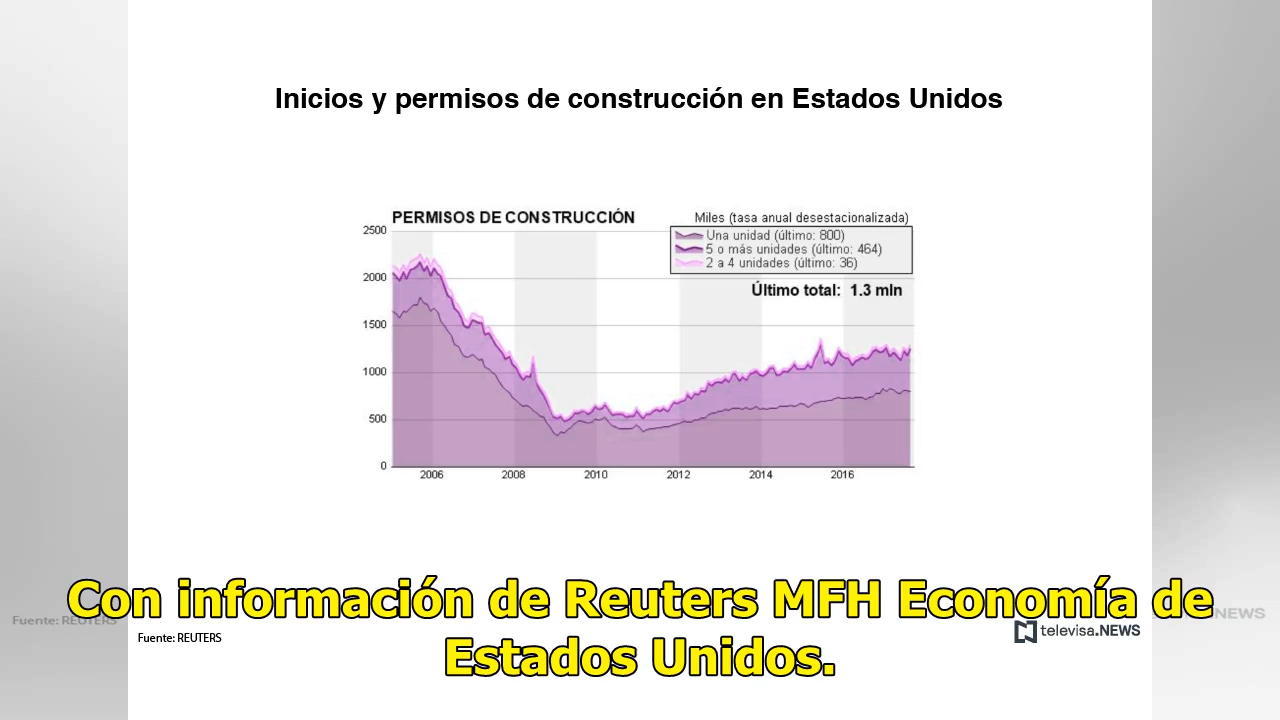 Inicios y permisos de construcción en Estados Unidos
PERMISOS DE CONSTRUCCIÓN
Miles (tasa anual desestacionalizada)
Una unidad (último: 800)
5 o más unidades (último: 464)
2 a 4 unidades (último: 36)
Último total: 1.3 mln
2500
2000
1500
1000
500
0
2006 2008 2010 2012 2014 2016
Con información de Reuters MFH Economía de
Estados Unidos.
Fuente: REUTERS
Fuente: REUTERS
televisa.NEWS
NEWS